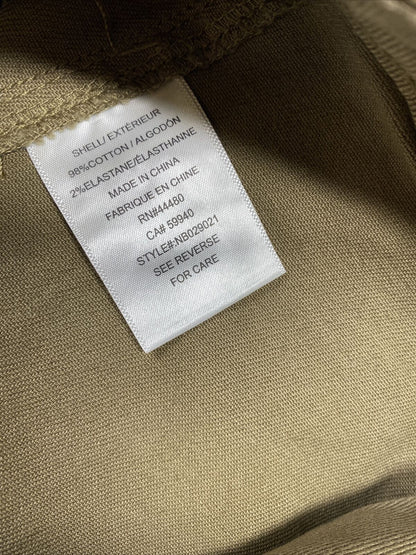 SHELL/ EXTÉRIEUR
98%COTTON / ALGODÓN
2%ELASTANE/ÉLASTHANNE
MADE IN CHINA
FABRIQUE EN CHINE
RN#44480
CA# 59940
STYLE#:NB029021
SEE REVERSE
FOR CARE